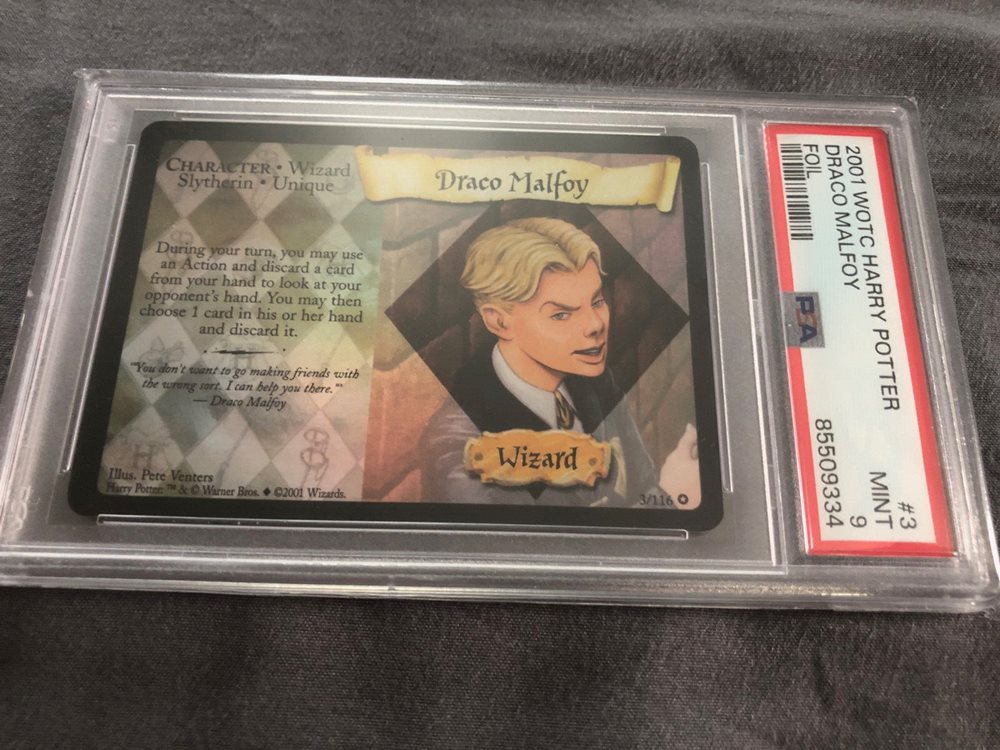 CHARACTER • Wizard
Slytherin • Unique
Draco Malfoy
During your turn, you may use
an Action and discard a card
from your hand to look at your
opponent's hand. You may then
choose 1 card in his or her hand
and discard it.
"You don't want to go making friends with
the wrong sort. I can help you there."
— Draco Malfoy
Wizard
Illus. Pete Venters
Harry Potter: ™ & © Warner Bros. ◆ ©2001 Wizards.
3/116 ✪
2001 WOTC HARRY POTTER #3
DRACO MALFOY MINT
FOIL 9
PSA
85509334